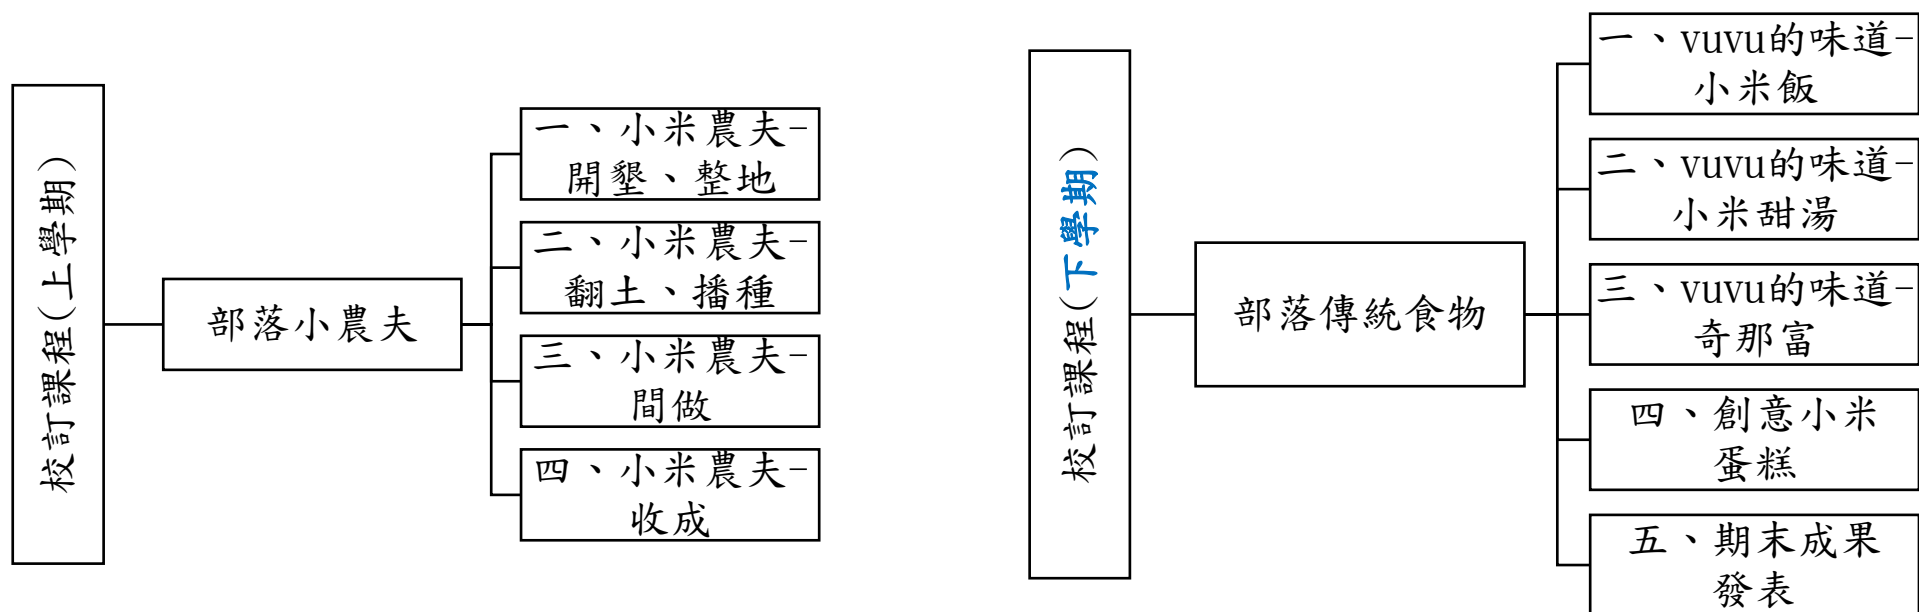 校訂課程(上學期)
部落小農夫
一、小米農夫-
開墾、整地
二、小米農夫-
翻土、播種
三、小米農夫-
間做
四、小米農夫-
收成
校訂課程(下學期)
部落傳統食物
一、vuvu的味道-
小米飯
二、vuvu的味道-
小米甜湯
三、vuvu的味道-
奇那富
四、創意小米
蛋糕
五、期末成果
發表